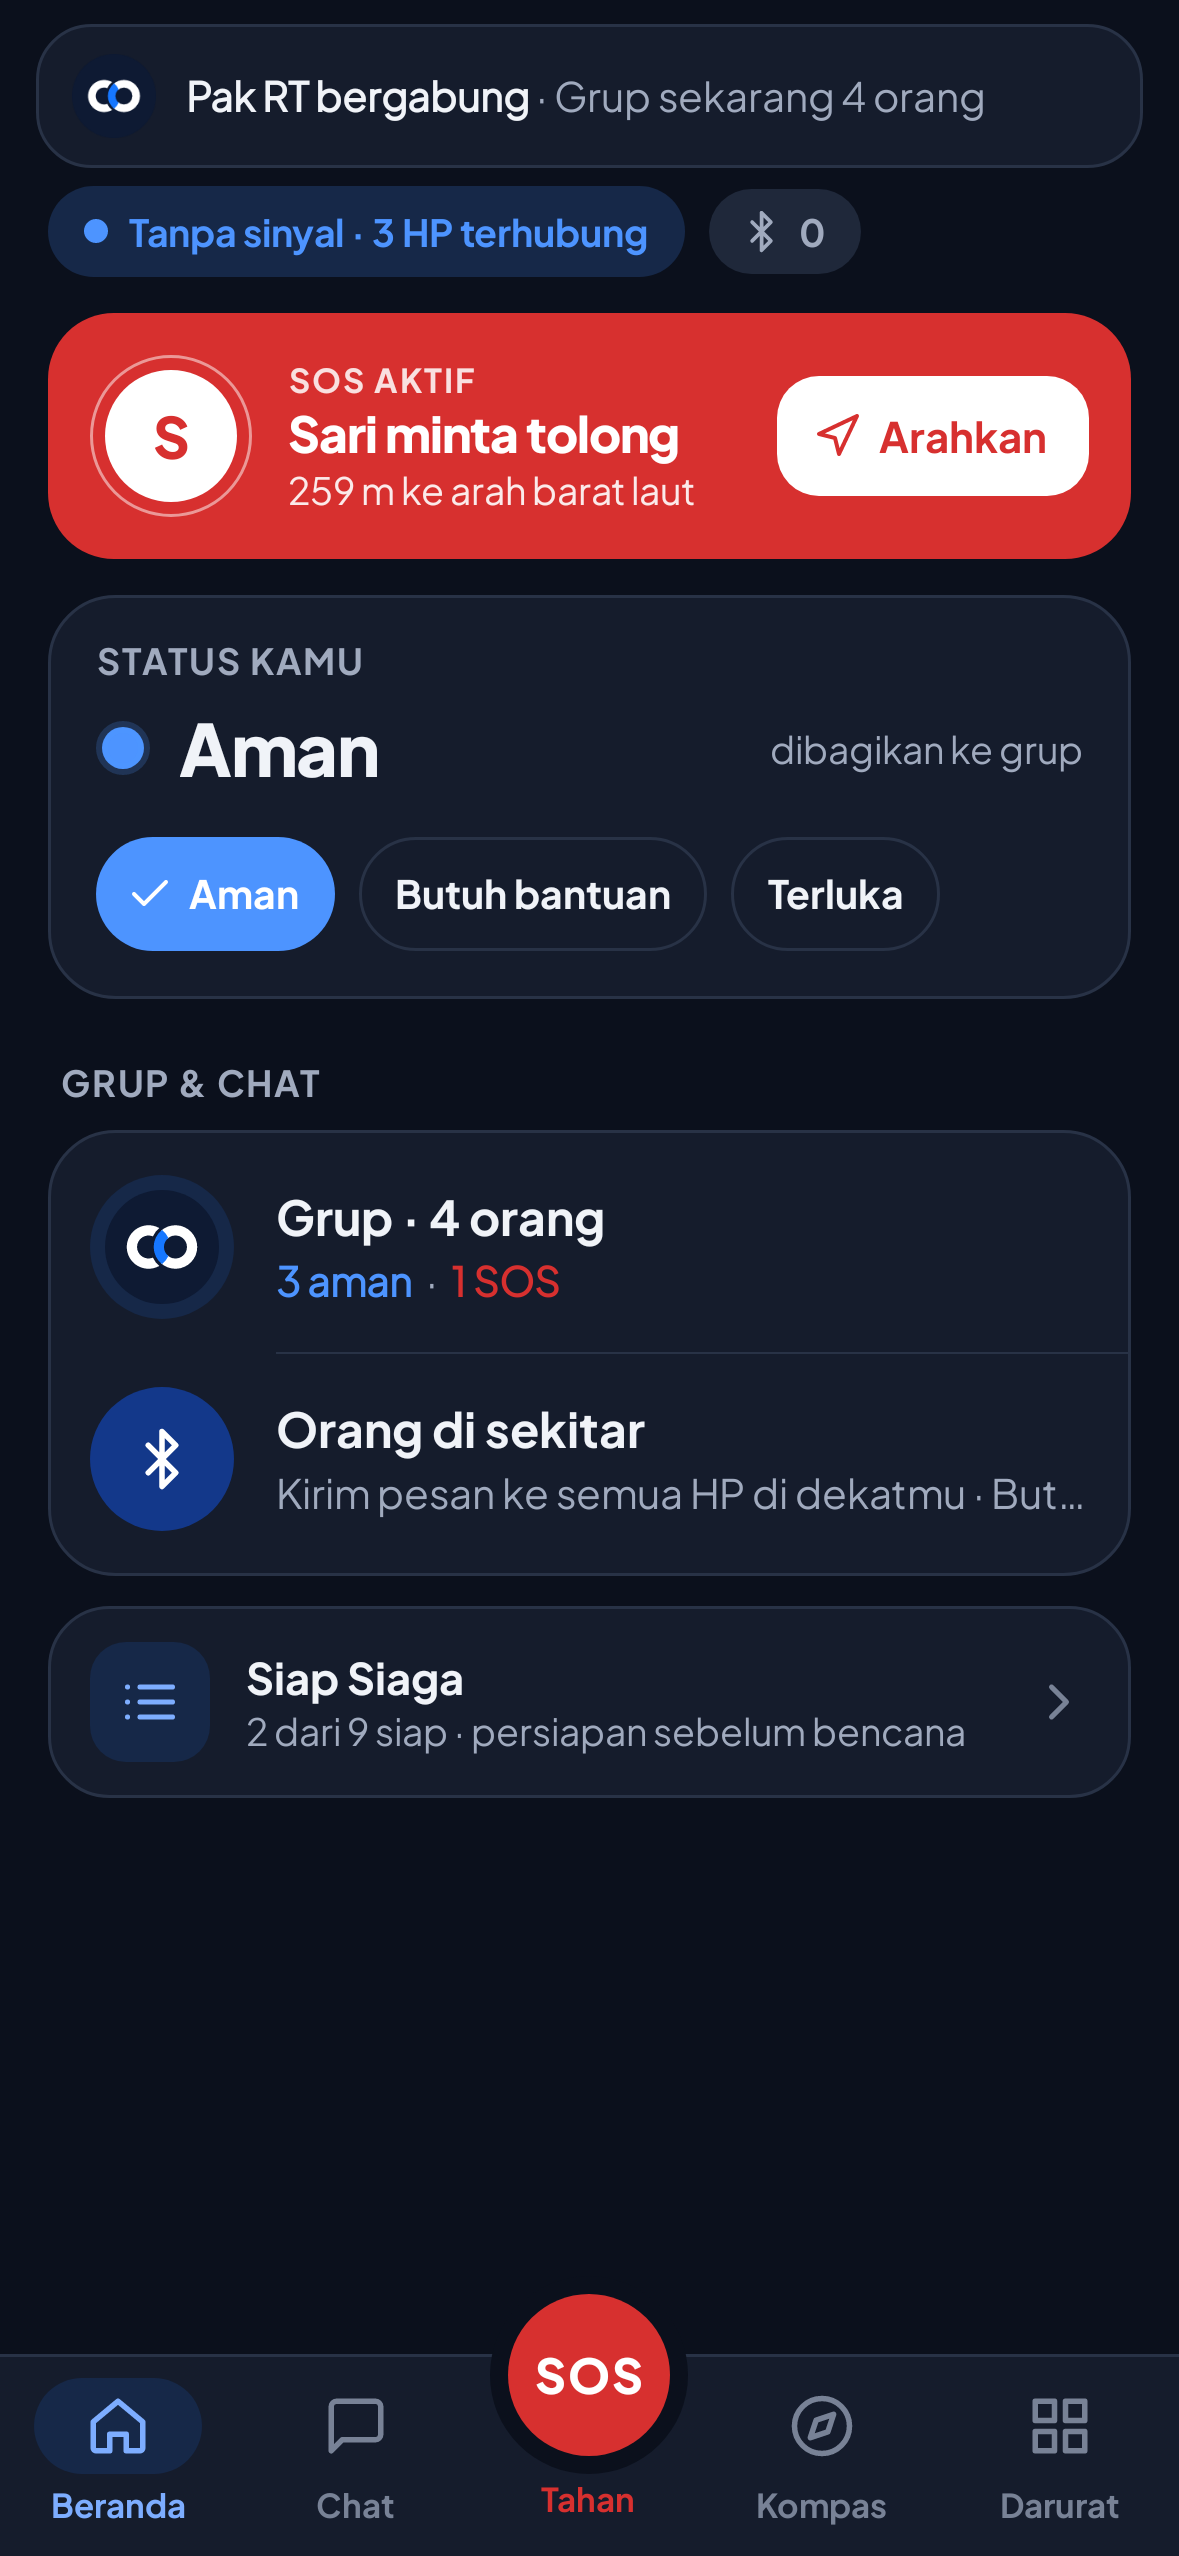 Pak RT bergabung · Grup sekarang 4 orang
Tanpa sinyal · 3 HP terhubung
0
S
SOS AKTIF
Sari minta tolong
259 m ke arah barat laut
Arahkan
STATUS KAMU
Aman
dibagikan ke grup
Aman
Butuh bantuan
Terluka
GRUP & CHAT
Grup · 4 orang
3 aman · 1 SOS
Orang di sekitar
Kirim pesan ke semua HP di dekatmu · But...
Siap Siaga
2 dari 9 siap · persiapan sebelum bencana
SOS
Beranda
Chat
Tahan
Kompas
Darurat